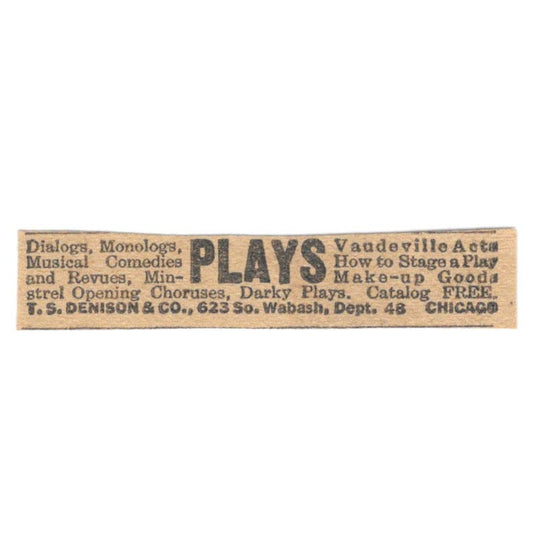 Dialogs, Monologs, PLAYS Vaudeville Acts
Musical Comedies How to Stage a Play
and Revues, Min- Make-up Goods
strel Opening Choruses, Darky Plays. Catalog FREE.
T. S. DENISON & CO., 623 So. Wabash, Dept. 48 CHICAGO